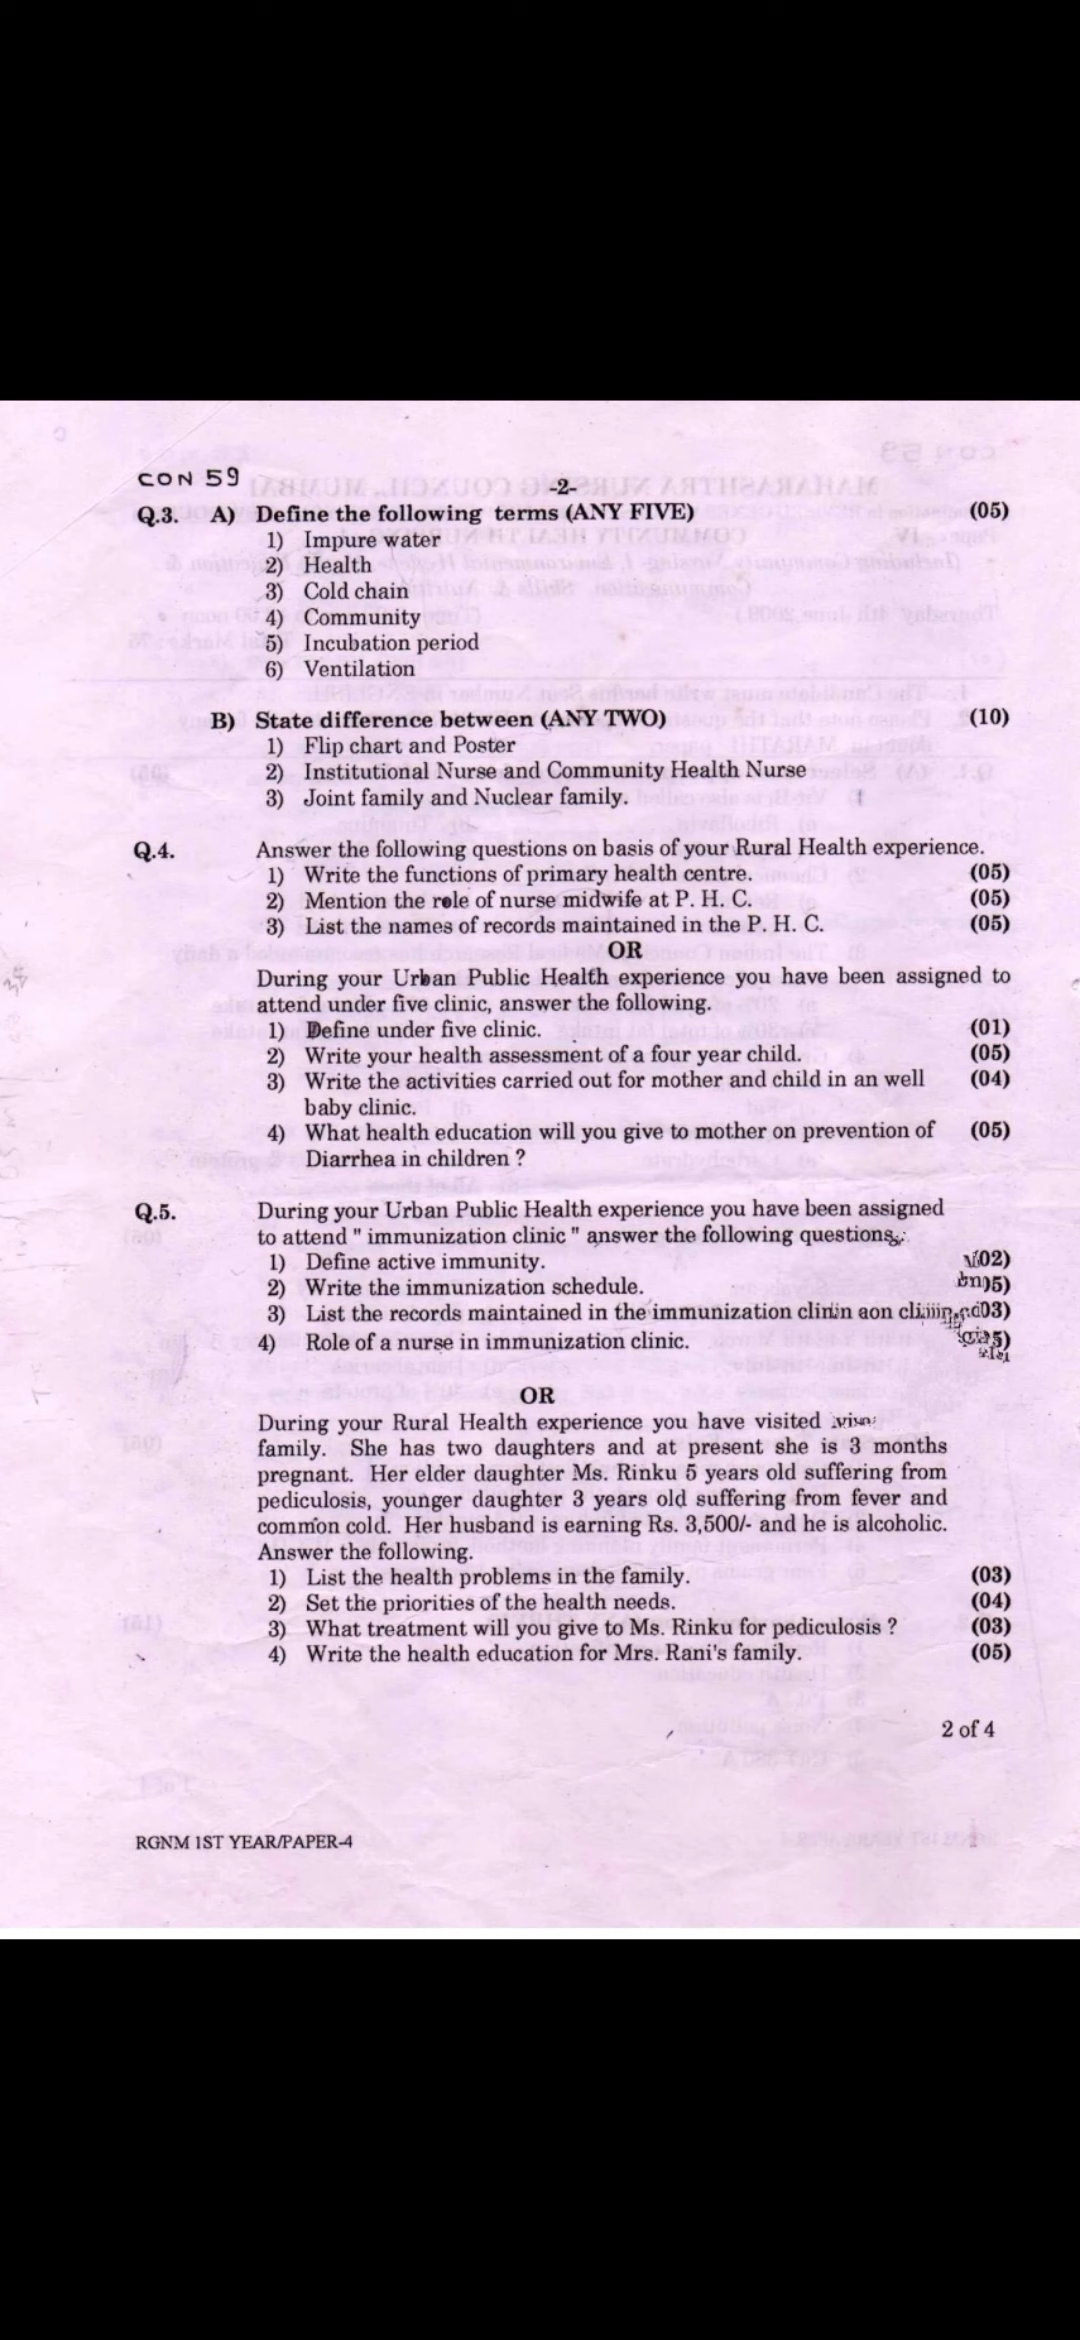 CON 59
-2-
Q.3. A) Define the following terms (ANY FIVE) (05)
1) Impure water
2) Health
3) Cold chain
4) Community
5) Incubation period
6) Ventilation
B) State difference between (ANY TWO) (10)
1) Flip chart and Poster
2) Institutional Nurse and Community Health Nurse
3) Joint family and Nuclear family.
Q.4. Answer the following questions on basis of your Rural Health experience.
1) Write the functions of primary health centre. (05)
2) Mention the role of nurse midwife at P. H. C. (05)
3) List the names of records maintained in the P. H. C. (05)
OR
During your Urban Public Health experience you have been assigned to
attend under five clinic, answer the following.
1) Define under five clinic. (01)
2) Write your health assessment of a four year child. (05)
3) Write the activities carried out for mother and child in an well (04)
baby clinic.
4) What health education will you give to mother on prevention of (05)
Diarrhea in children ?
Q.5. During your Urban Public Health experience you have been assigned
to attend " immunization clinic " answer the following questions
1) Define active immunity. 02)
2) Write the immunization schedule. 5)
3) List the records maintained in the immunization 03)
4) Role of a nurse in immunization clinic. 5)
OR
During your Rural Health experience you have visited
family. She has two daughters and at present she is 3 months
pregnant. Her elder daughter Ms. Rinku 5 years old suffering from
pediculosis, younger daughter 3 years old suffering from fever and
common cold. Her husband is earning Rs. 3,500/- and he is alcoholic.
Answer the following.
1) List the health problems in the family. (03)
2) Set the priorities of the health needs. (04)
3) What treatment will you give to Ms. Rinku for pediculosis ? (03)
4) Write the health education for Mrs. Rani's family. (05)
2 of 4
RGNM 1ST YEAR/PAPER-4